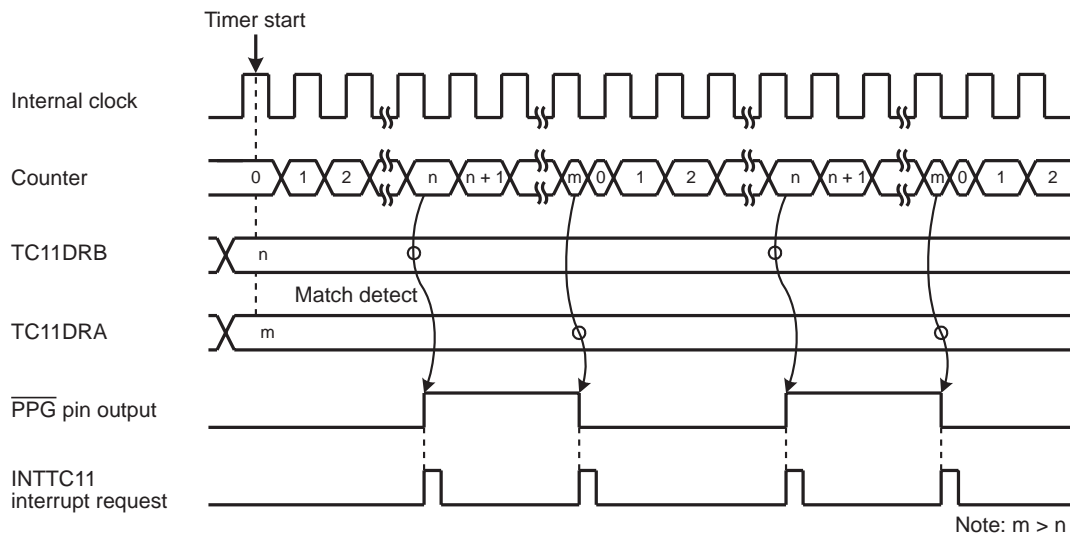 Timer start
Internal clock
Counter
0 1 2 n n + 1 m 0 1 2 n n + 1 m 0 1 2
TC11DRB
n
Match detect
TC11DRA
m
PPG pin output
INTTC11
interrupt request
Note: m > n